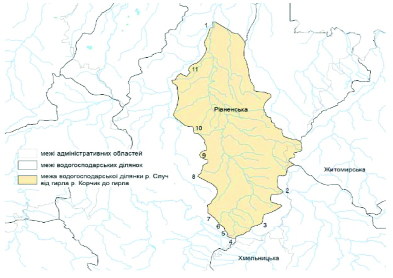 1
11
Рівненська
10
9
8
Житомирська
2
3
7
6
5
4
Хмельницька
межі адміністративних областей
межі водогосподарських ділянок
межа водогосподарської ділянки р. Случ
від гирла р. Корчик до гирла